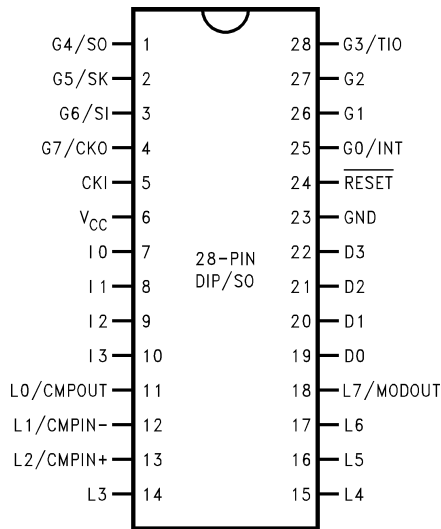 G4/SO 1 28 G3/TIO
G5/SK 2 27 G2
G6/SI 3 26 G1
G7/CKO 4 25 G0/INT
CKI 5 24 RESET
VCC 6 23 GND
I0 7 22 D3
28-PIN
DIP/SO
I1 8 21 D2
I2 9 20 D1
I3 10 19 D0
L0/CMPOUT 11 18 L7/MODOUT
L1/CMPIN- 12 17 L6
L2/CMPIN+ 13 16 L5
L3 14 15 L4